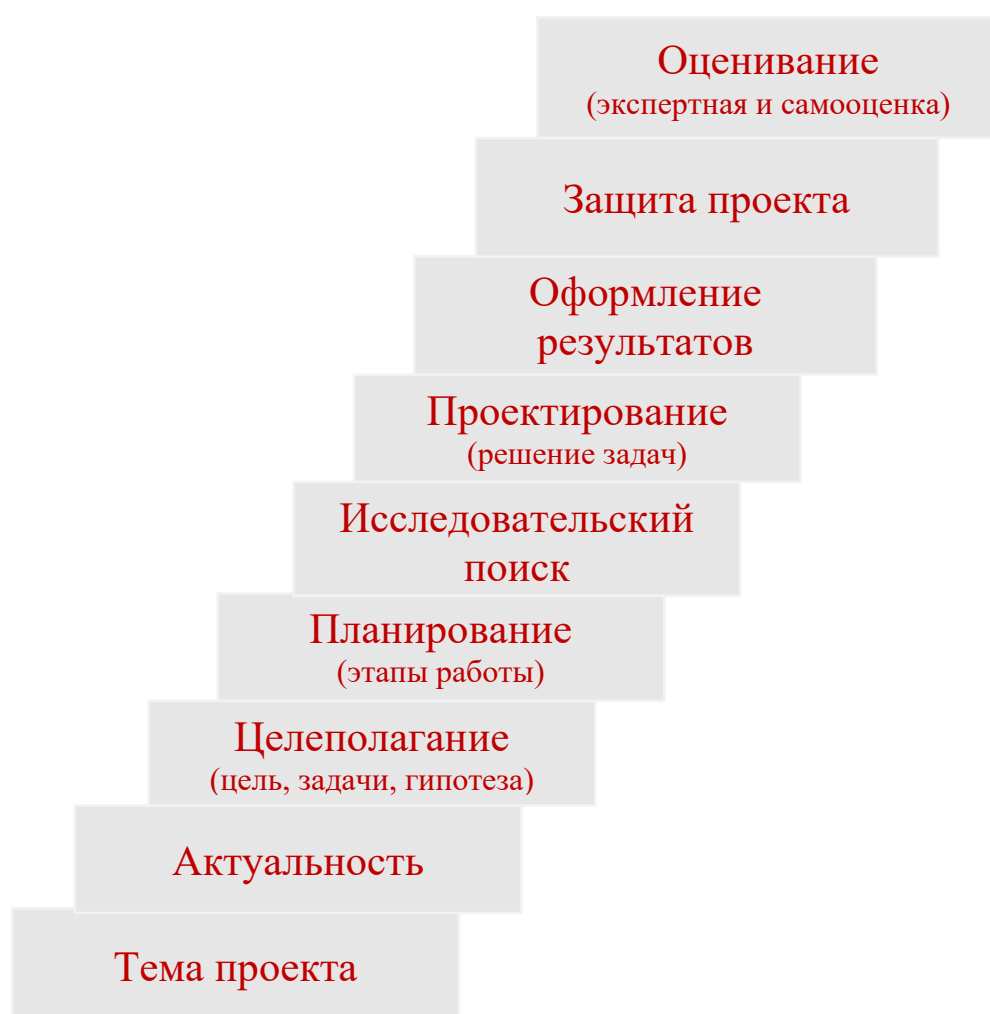 Оценивание
(экспертная и самооценка)
Защита проекта
Оформление
результатов
Проектирование
(решение задач)
Исследовательский
поиск
Планирование
(этапы работы)
Целеполагание
(цель, задачи, гипотеза)
Актуальность
Тема проекта